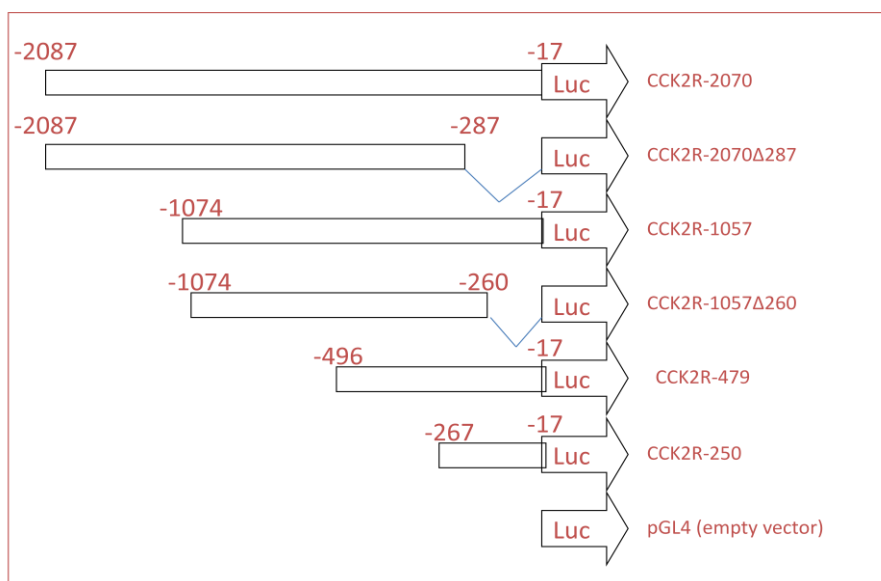 -2087 -17
Luc CCK2R-2070
-2087 -287
Luc CCK2R-2070Δ287
-1074 -17
Luc CCK2R-1057
-1074 -260
Luc CCK2R-1057Δ260
-496 -17
Luc CCK2R-479
-267 -17
Luc CCK2R-250
Luc pGL4 (empty vector)